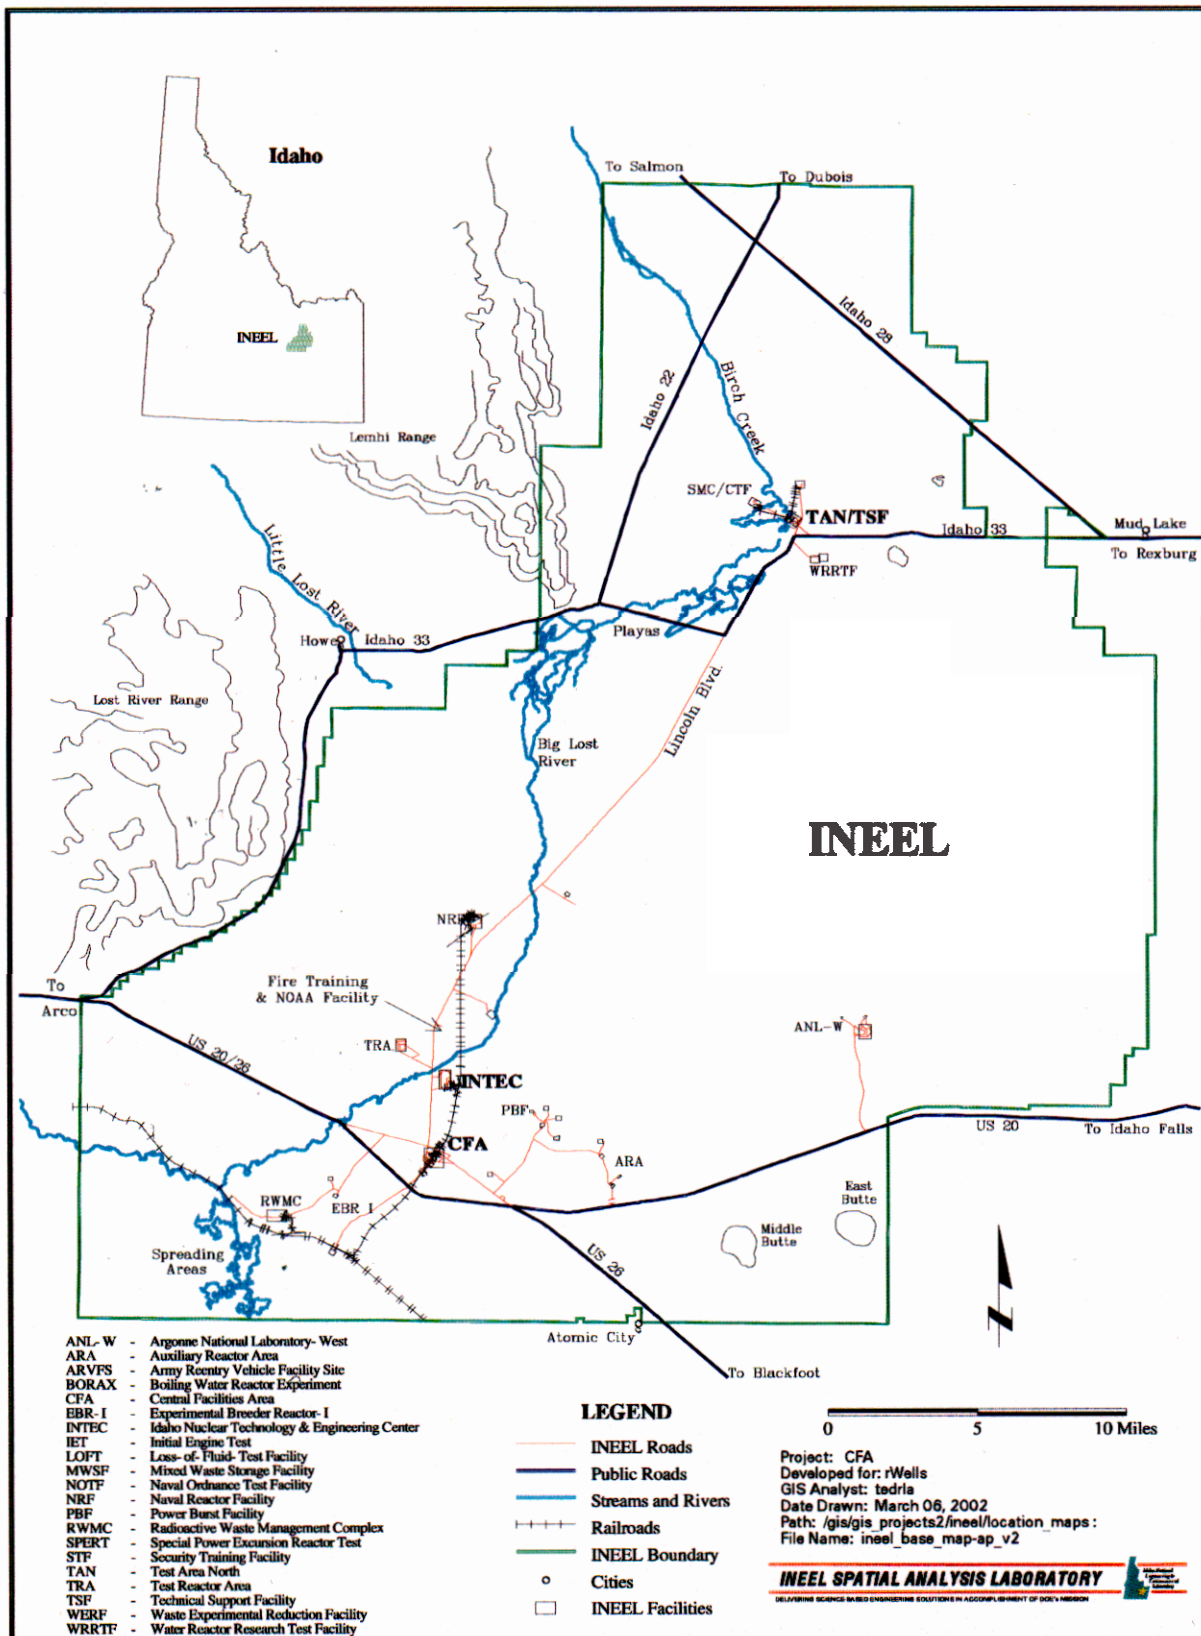 Idaho
INEEL
To Salmon
To Dubois
Idaho 28
Idaho 22
Birch Creek
Lemhi Range
SMC/CTF
TAN/TSF
Idaho 33
Mud Lake
To Rexburg
WRRTF
Little Lost River
Howe
Idaho 33
Playas
Lincoln Blvd.
Lost River Range
Big Lost
River
INEEL
NRF
Fire Training
& NOAA Facility
To
Arco
US 20/26
TRA
INTEC
ANL-W
PBF
CFA
ARA
US 20
To Idaho Falls
RWMC
EBR I
East
Butte
Middle
Butte
Spreading
Areas
US 26
N
Atomic City
To Blackfoot
ANL-W - Argonne National Laboratory-West
ARA - Auxiliary Reactor Area
ARVFS - Army Reentry Vehicle Facility Site
BORAX - Boiling Water Reactor Experiment
CFA - Central Facilities Area
EBR-I - Experimental Breeder Reactor-I
INTEC - Idaho Nuclear Technology & Engineering Center
IET - Initial Engine Test
LOFT - Loss-of-Fluid-Test Facility
MWSF - Mixed Waste Storage Facility
NOTF - Naval Ordnance Test Facility
NRF - Naval Reactor Facility
PBF - Power Burst Facility
RWMC - Radioactive Waste Management Complex
SPERT - Special Power Excursion Reactor Test
STF - Security Training Facility
TAN - Test Area North
TRA - Test Reactor Area
TSF - Technical Support Facility
WERF - Waste Experimental Reduction Facility
WRRTF - Water Reactor Research Test Facility
LEGEND
INEEL Roads
Public Roads
Streams and Rivers
Railroads
INEEL Boundary
Cities
INEEL Facilities
0 5 10 Miles
Project: CFA
Developed for: rWells
GIS Analyst: tedrla
Date Drawn: March 06, 2002
Path: /gis/gis_projects2/ineel/location_maps:
File Name: ineel_base_map-ap_v2
INEEL SPATIAL ANALYSIS LABORATORY
DELIVERING SCIENCE-BASED ENGINEERING SOLUTIONS IN ACCOMPLISHMENT OF DOE's MISSION